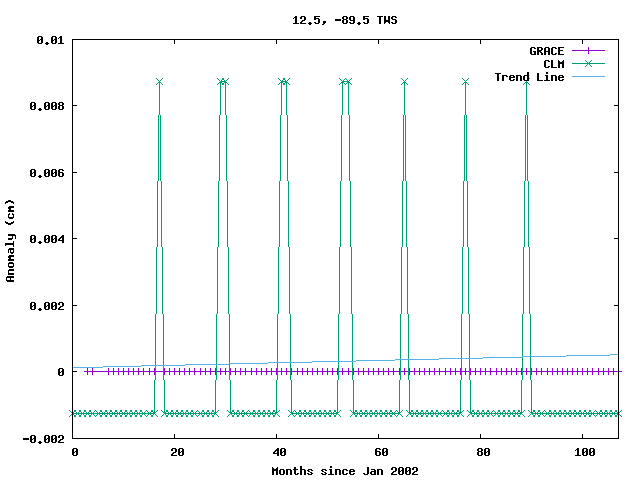 12.5, -89.5 TWS
GRACE
CLM
Trend Line
0.01
0.008
0.006
0.004
0.002
0
-0.002
Anomaly (cm)
0 20 40 60 80 100
Months since Jan 2002